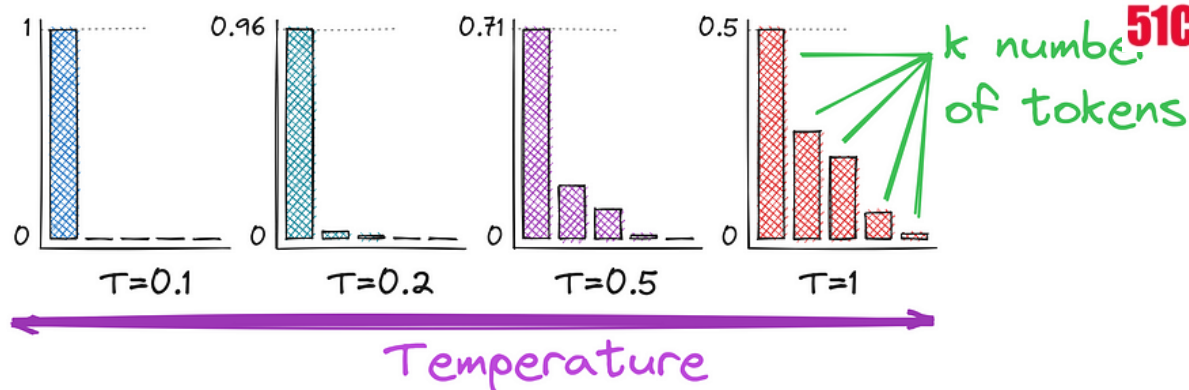 1
0
T=0.1
0.96
0
T=0.2
0.71
0
T=0.5
0.5
0
T=1
k numbe
of tokens
51C
Temperature